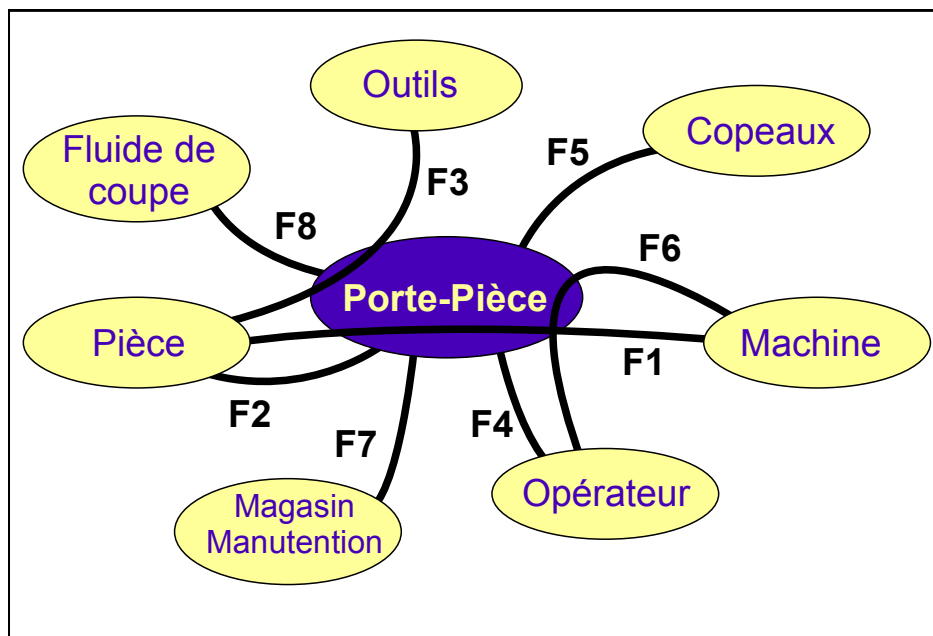 Outils
Copeaux
Fluide de
coupe
F5
F3
F8
F6
Porte-Pièce
Pièce
Machine
F1
F2
F7
F4
Opérateur
Magasin
Manutention